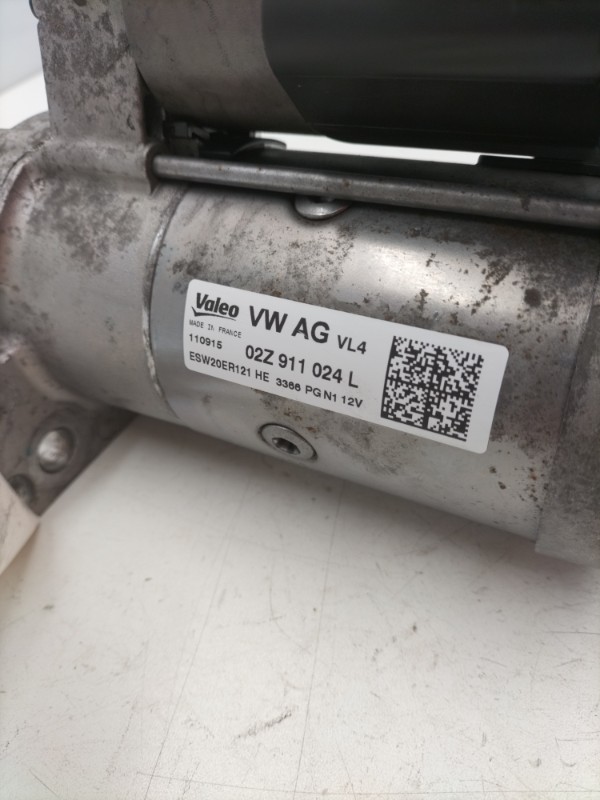 Valeo VW AG VL4
MADE IN FRANCE
110915 02Z 911 024 L
ESW20ER121 HE 3366 PG N1 12V